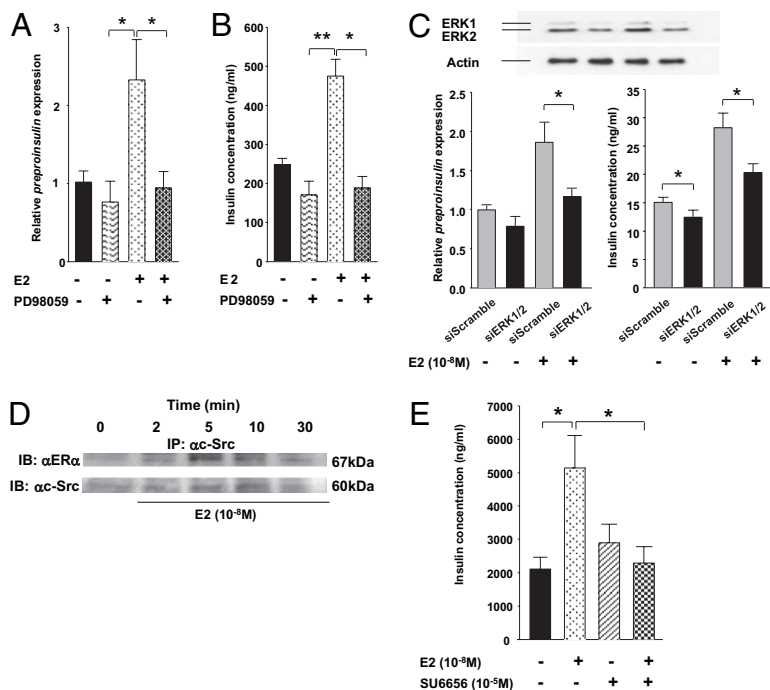 A
*
*
3
2
1
0
Relative preproinsulin expression
E2 - - + +
PD98059 - + - +
B
**
*
600
500
400
300
200
100
0
Insulin concentration (ng/ml)
E2 - - + +
PD98059 - + - +
C
ERK1
ERK2
Actin
*
2.5
2.0
1.5
1.0
0.5
0.0
Relative preproinsulin expression
siScramble siERK1/2 siScramble siERK1/2
*
*
35
30
25
20
15
10
5
0
Insulin concentration (ng/ml)
siScramble siERK1/2 siScramble siERK1/2
E2 (10⁻⁸M) - - + + - - + +
D
Time (min)
0 2 5 10 30
IP: αc-Src
IB: αERα 67kDa
IB: αc-Src 60kDa
E2 (10⁻⁸M)
E
*
*
7000
6000
5000
4000
3000
2000
1000
0
Insulin concentration (ng/ml)
E2 (10⁻⁸M) - + - +
SU6656 (10⁻⁵M) - - + +